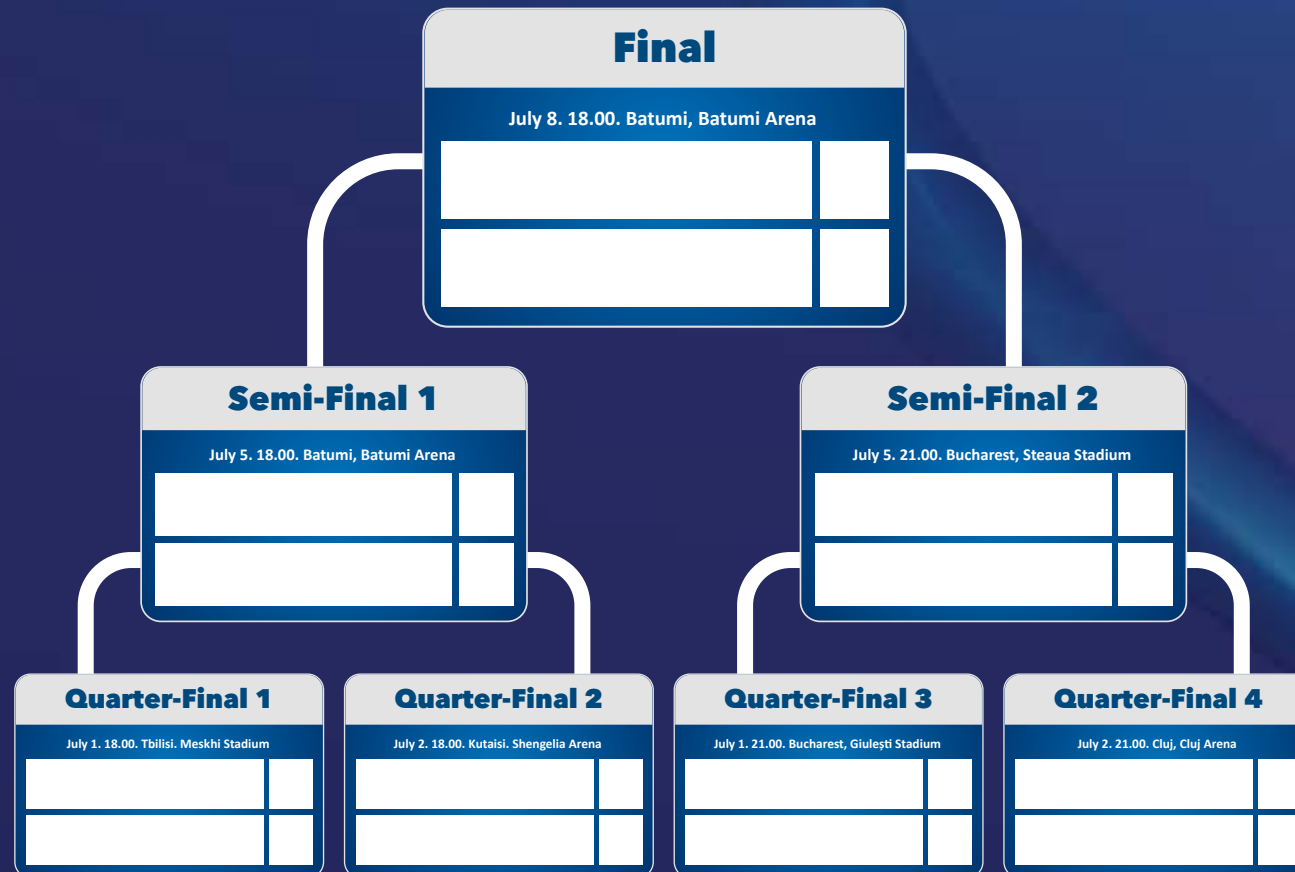 Final
July 8. 18.00. Batumi, Batumi Arena
Semi-Final 1
July 5. 18.00. Batumi, Batumi Arena
Semi-Final 2
July 5. 21.00. Bucharest, Steaua Stadium
Quarter-Final 1
July 1. 18.00. Tbilisi. Meskhi Stadium
Quarter-Final 2
July 2. 18.00. Kutaisi. Shengelia Arena
Quarter-Final 3
July 1. 21.00. Bucharest, Giulești Stadium
Quarter-Final 4
July 2. 21.00. Cluj, Cluj Arena